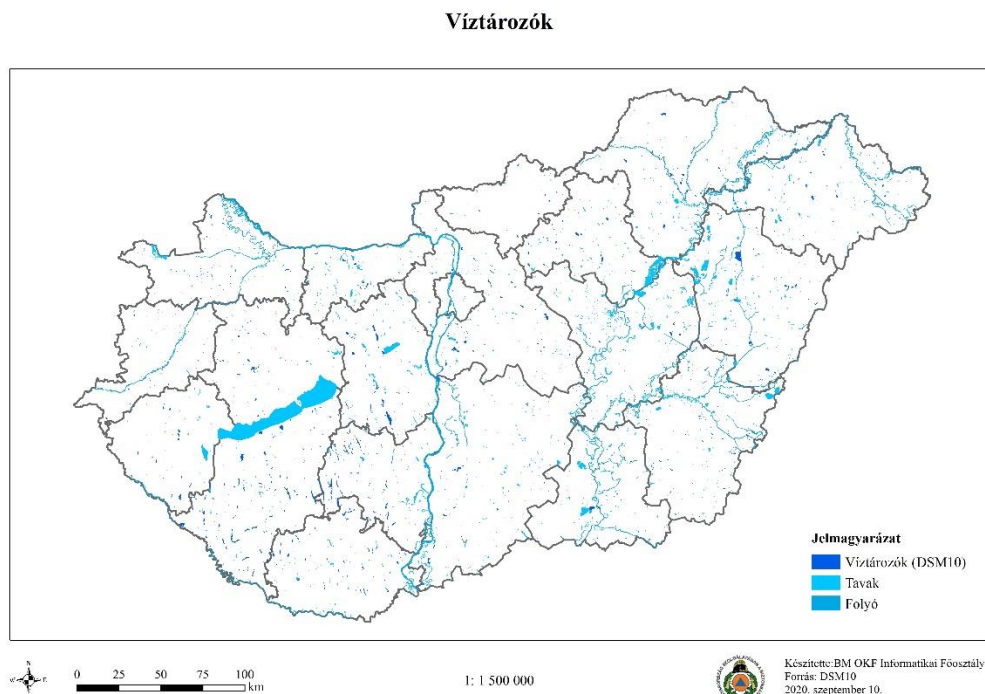 Víztározók
Jelmagyarázat
Víztározók (DSM10)
Tavak
Folyó
0 25 50 75 100
km
1: 1 500 000
Készítette:BM OKF Informatikai Főosztály
Forrás: DSM10
2020. szeptember 10.